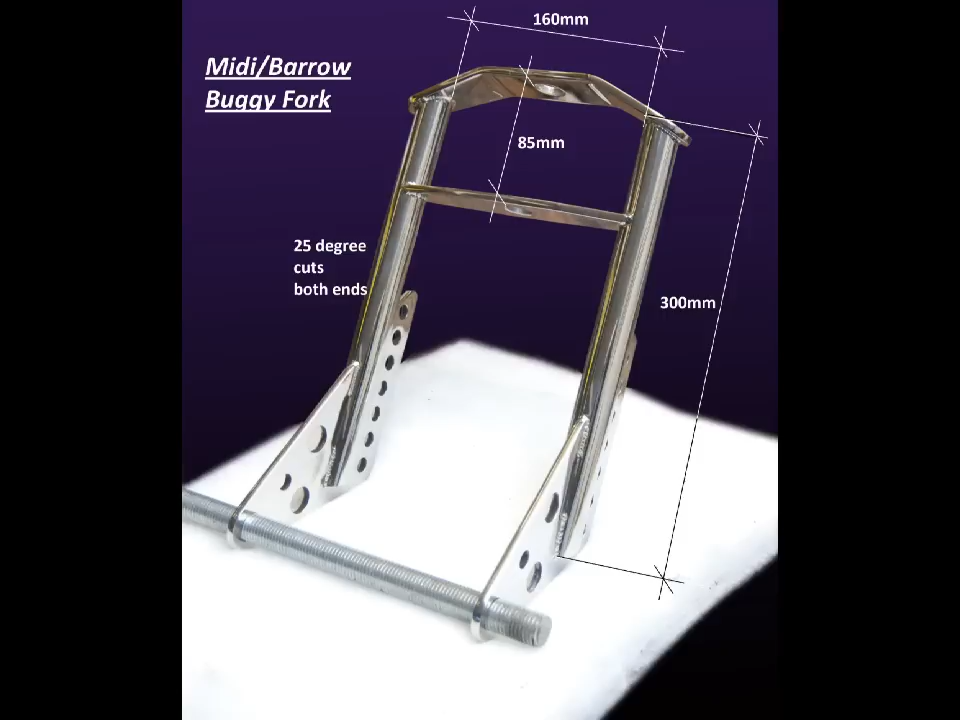 Midi/Barrow
Buggy Fork
160mm
85mm
25 degree
cuts
both ends
300mm